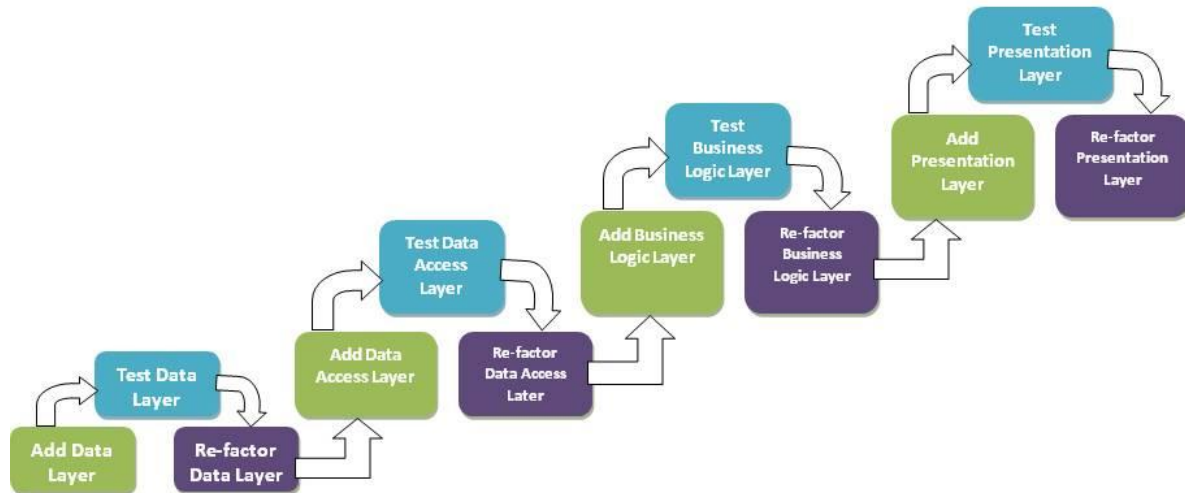 Add Data
Layer
Test Data
Layer
Re-factor
Data Layer
Add Data
Access Layer
Test Data
Access
Layer
Re-factor
Data Access
Later
Add Business
Logic Layer
Test
Business
Logic Layer
Re-factor
Business
Logic Layer
Add
Presentation
Layer
Test
Presentation
Layer
Re-factor
Presentation
Layer